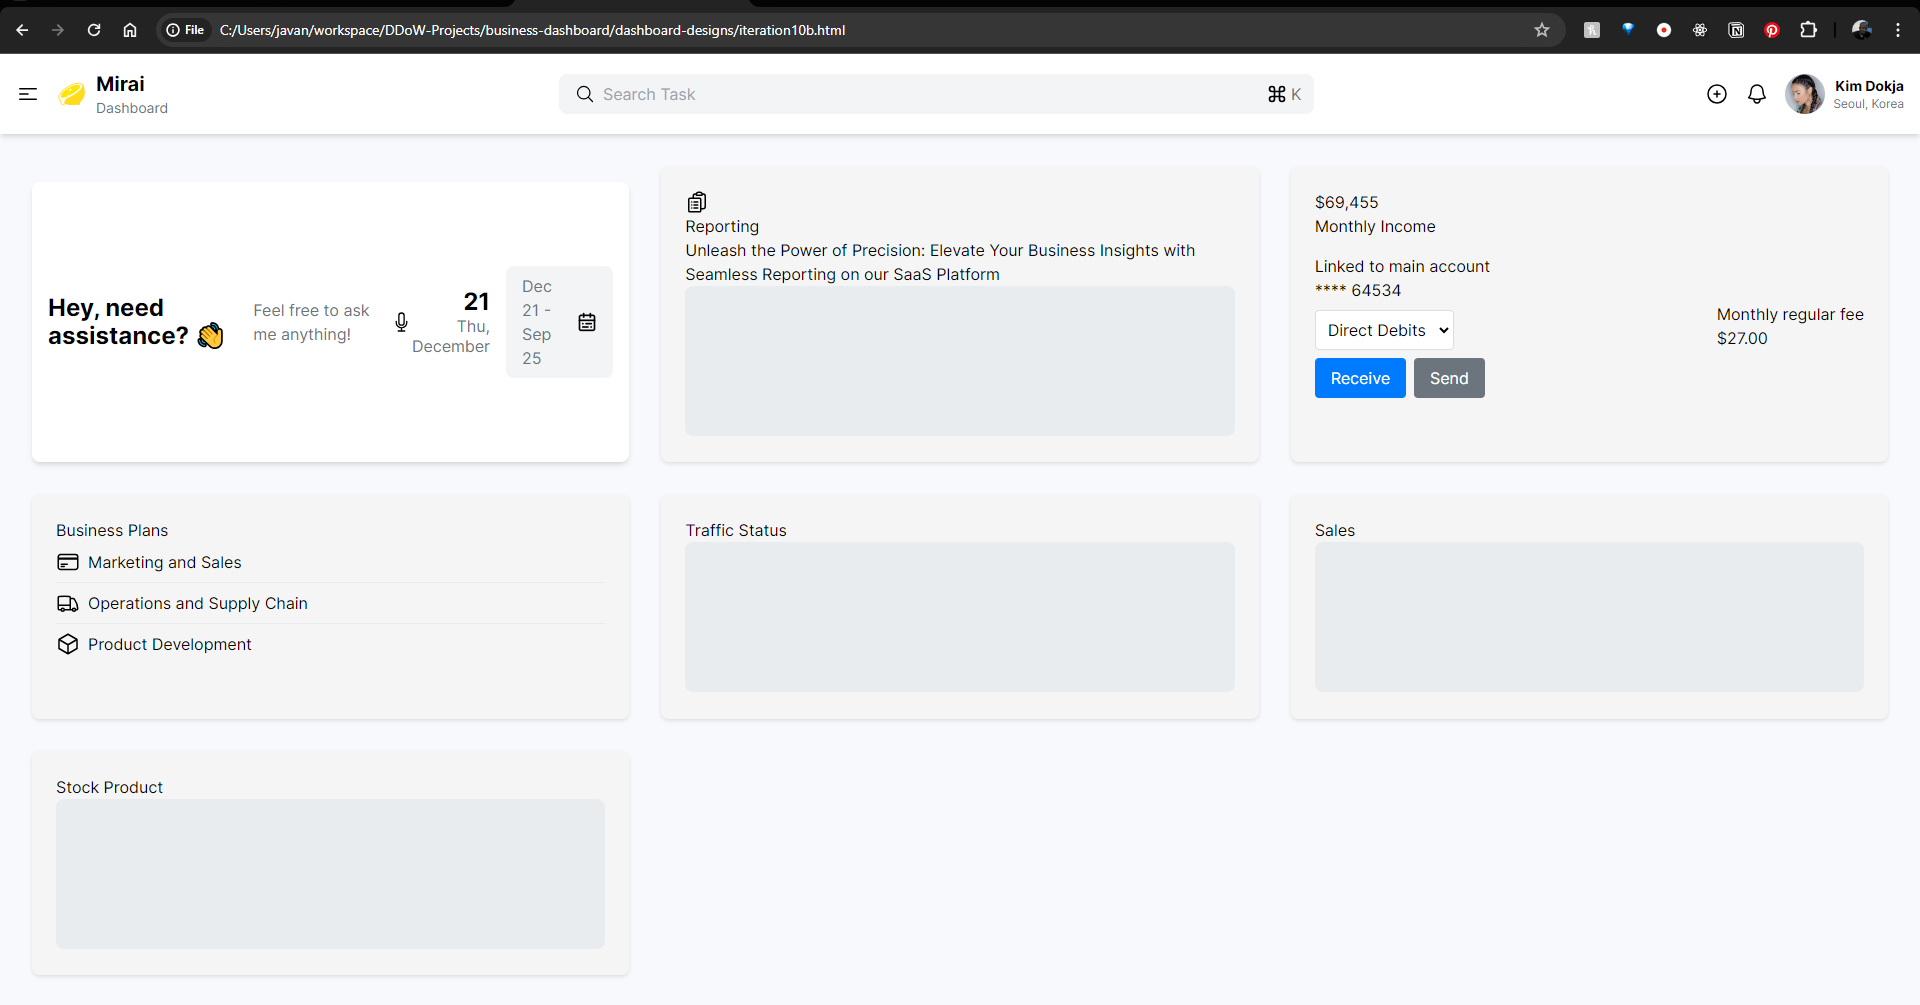 File C:/Users/javan/workspace/DDoW-Projects/business-dashboard/dashboard-designs/iteration10b.html
Mirai
Dashboard
Search Task
⌘ K
Kim Dokja
Seoul, Korea
Hey, need
assistance? 👏
Feel free to ask
me anything!
21
Thu,
December
Dec
21 -
Sep
25
Reporting
Unleash the Power of Precision: Elevate Your Business Insights with
Seamless Reporting on our SaaS Platform
$69,455
Monthly Income
Linked to main account
**** 64534
Direct Debits
Receive
Send
Monthly regular fee
$27.00
Business Plans
Marketing and Sales
Operations and Supply Chain
Product Development
Traffic Status
Sales
Stock Product